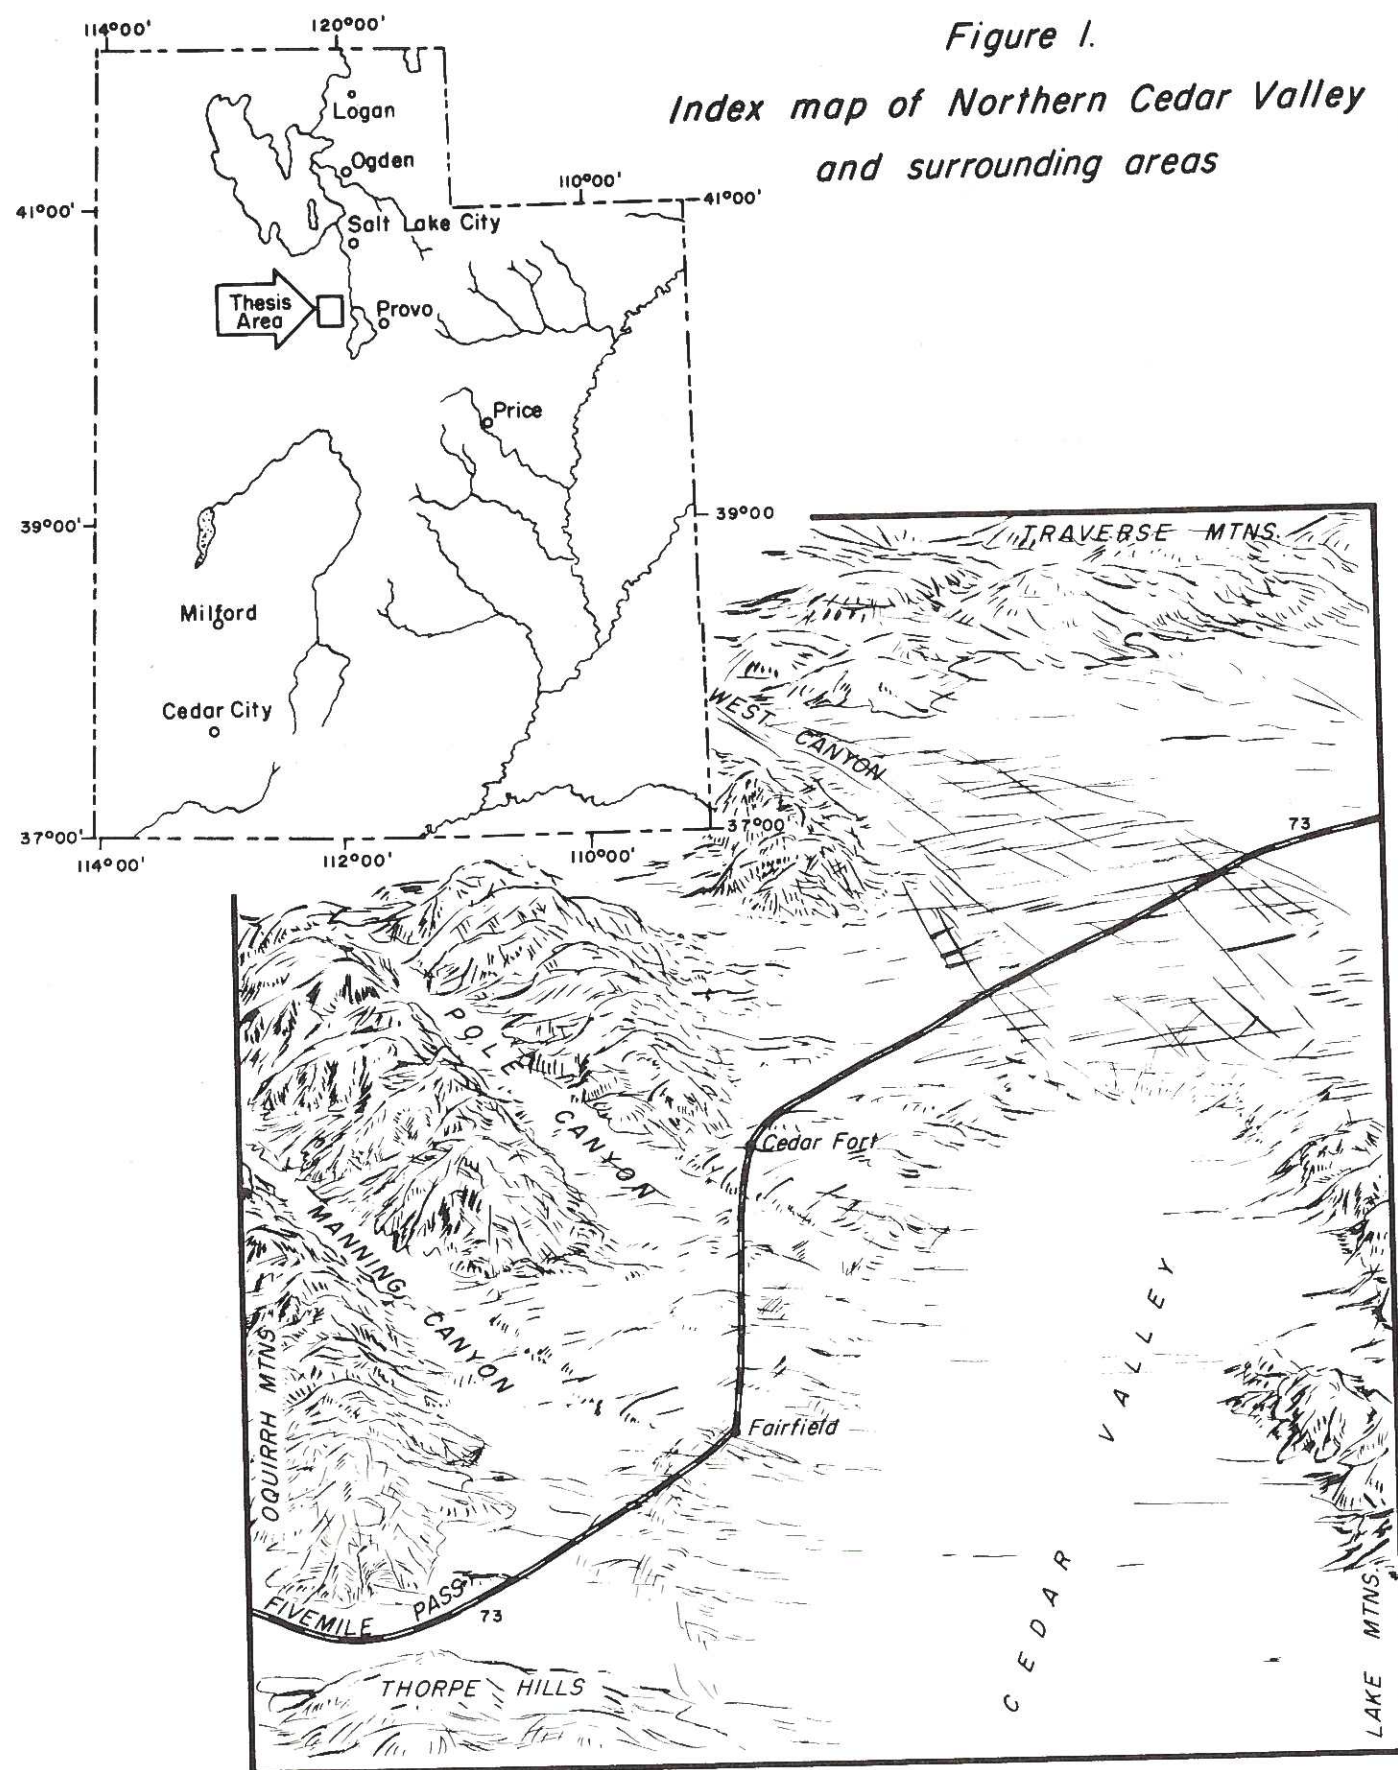 Figure 1.
Index map of Northern Cedar Valley
and surrounding areas
114°00'
120°00'
Logan
Ogden
110°00'
41°00'
41°00'
Salt Lake City
Thesis
Area
Provo
Price
39°00'
39°00
Milford
Cedar City
37°00'
37°00
114°00'
112°00'
110°00'
TRAVERSE MTNS.
WEST CANYON
73
POLE CANYON
Cedar Fort
MANNING CANYON
OQUIRRH MTNS
Fairfield
CEDAR VALLEY
FIVEMILE PASS
73
THORPE HILLS
LAKE MTNS.